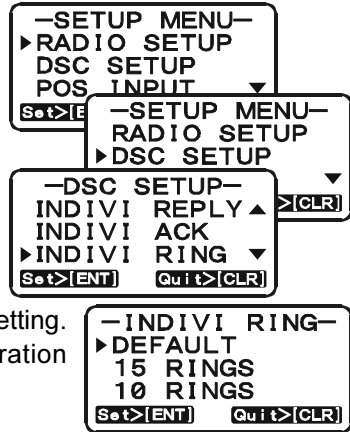 —SETUP MENU—
▶RADIO SETUP
DSC SETUP
POS INPUT ▼
Set>[E
—SETUP MENU—
RADIO SETUP
▶DSC SETUP
▼
>[CLR]
—DSC SETUP—
INDIVI REPLY ▲
INDIVI ACK
▶INDIVI RING ▼
Set>[ENT] Quit>[CLR]
etting.
ration
—INDIVI RING—
▶DEFAULT
15 RINGS
10 RINGS
Set>[ENT] Quit>[CLR]